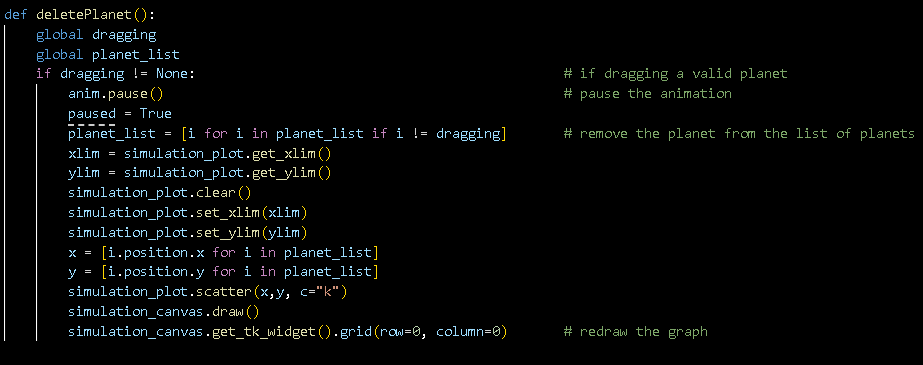 def deletePlanet():
    global dragging
    global planet_list
    if dragging != None:                                              # if dragging a valid planet
        anim.pause()                                                  # pause the animation
        paused = True
        planet_list = [i for i in planet_list if i != dragging]       # remove the planet from the list of planets
        xlim = simulation_plot.get_xlim()
        ylim = simulation_plot.get_ylim()
        simulation_plot.clear()
        simulation_plot.set_xlim(xlim)
        simulation_plot.set_ylim(ylim)
        x = [i.position.x for i in planet_list]
        y = [i.position.y for i in planet_list]
        simulation_plot.scatter(x,y, c="k")
        simulation_canvas.draw()
        simulation_canvas.get_tk_widget().grid(row=0, column=0)       # redraw the graph